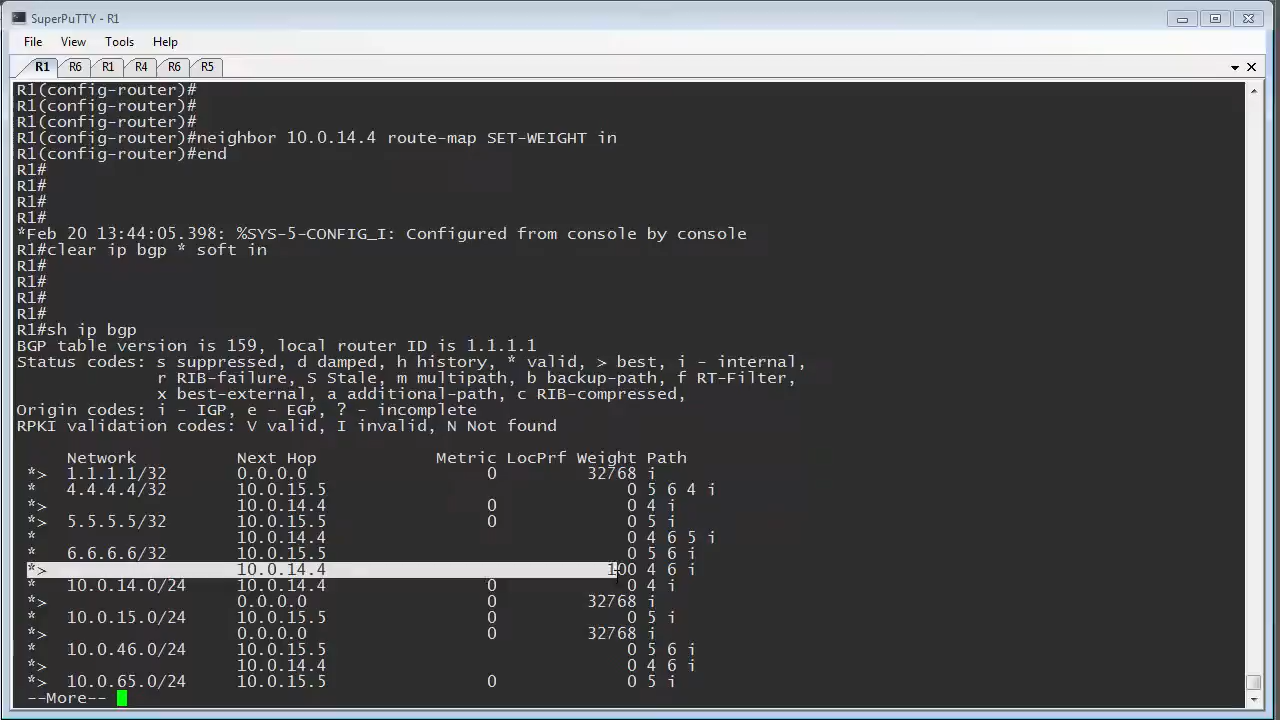 SuperPuTTY - R1
File View Tools Help
R1 R6 R1 R4 R6 R5
R1(config-router)#
R1(config-router)#
R1(config-router)#
R1(config-router)#neighbor 10.0.14.4 route-map SET-WEIGHT in
R1(config-router)#end
R1#
R1#
R1#
R1#
*Feb 20 13:44:05.398: %SYS-5-CONFIG_I: Configured from console by console
R1#clear ip bgp * soft in
R1#
R1#
R1#
R1#
R1#sh ip bgp
BGP table version is 159, local router ID is 1.1.1.1
Status codes: s suppressed, d damped, h history, * valid, > best, i - internal,
r RIB-failure, S Stale, m multipath, b backup-path, f RT-Filter,
x best-external, a additional-path, c RIB-compressed,
Origin codes: i - IGP, e - EGP, ? - incomplete
RPKI validation codes: V valid, I invalid, N Not found
Network Next Hop Metric LocPrf Weight Path
*> 1.1.1.1/32 0.0.0.0 0 32768 i
* 4.4.4.4/32 10.0.15.5 0 5 6 4 i
*> 10.0.14.4 0 0 4 i
*> 5.5.5.5/32 10.0.15.5 0 0 5 i
* 10.0.14.4 0 4 6 5 i
* 6.6.6.6/32 10.0.15.5 0 5 6 i
*> 10.0.14.4 100 4 6 i
* 10.0.14.0/24 10.0.14.4 0 0 4 i
*> 0.0.0.0 0 32768 i
* 10.0.15.0/24 10.0.15.5 0 0 5 i
*> 0.0.0.0 0 32768 i
* 10.0.46.0/24 10.0.15.5 0 5 6 i
*> 10.0.14.4 0 4 6 i
*> 10.0.65.0/24 10.0.15.5 0 0 5 i
--More--